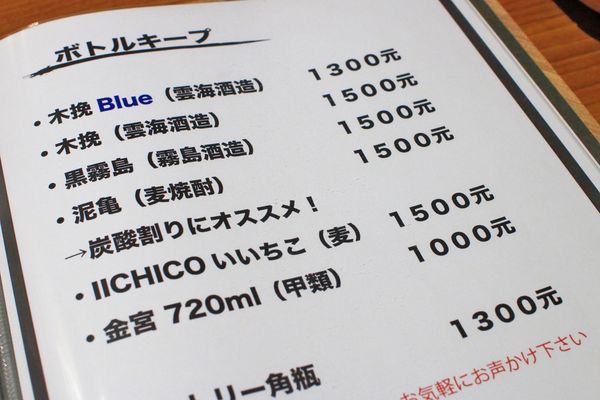 ボトルキープ
・木挽 Blue（雲海酒造） 1300元
・木挽（雲海酒造） 1500元
・黒霧島（霧島酒造） 1500元
・泥亀（麦焼酎） 1500元
→炭酸割りにオススメ！
・IICHICO いいちこ（麦） 1500元
・金宮 720ml（甲類） 1000元
トリー角瓶 1300元
お気軽にお声かけ下さい